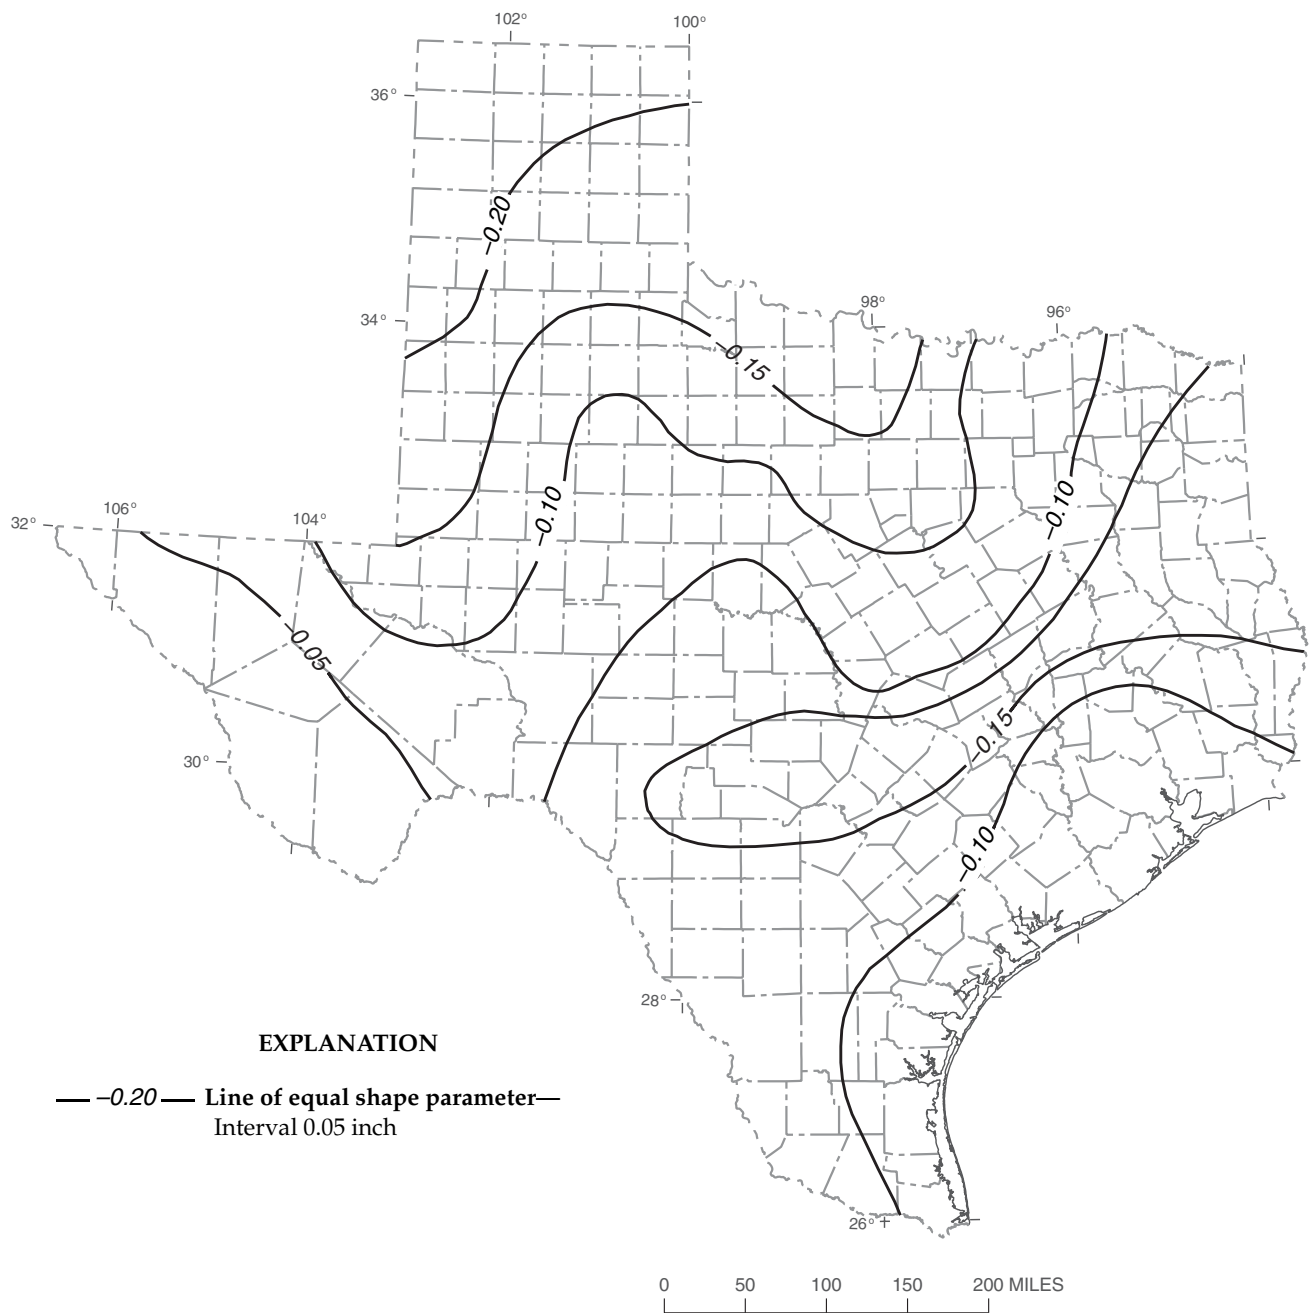 102° 100°
36°
–0.20
34° 98° 96°
–0.15
–0.10 –0.10
32° 106° 104°
–0.05
–0.15
30°
–0.10
28°
EXPLANATION
–0.20 Line of equal shape parameter—
Interval 0.05 inch
26°
0 50 100 150 200 MILES